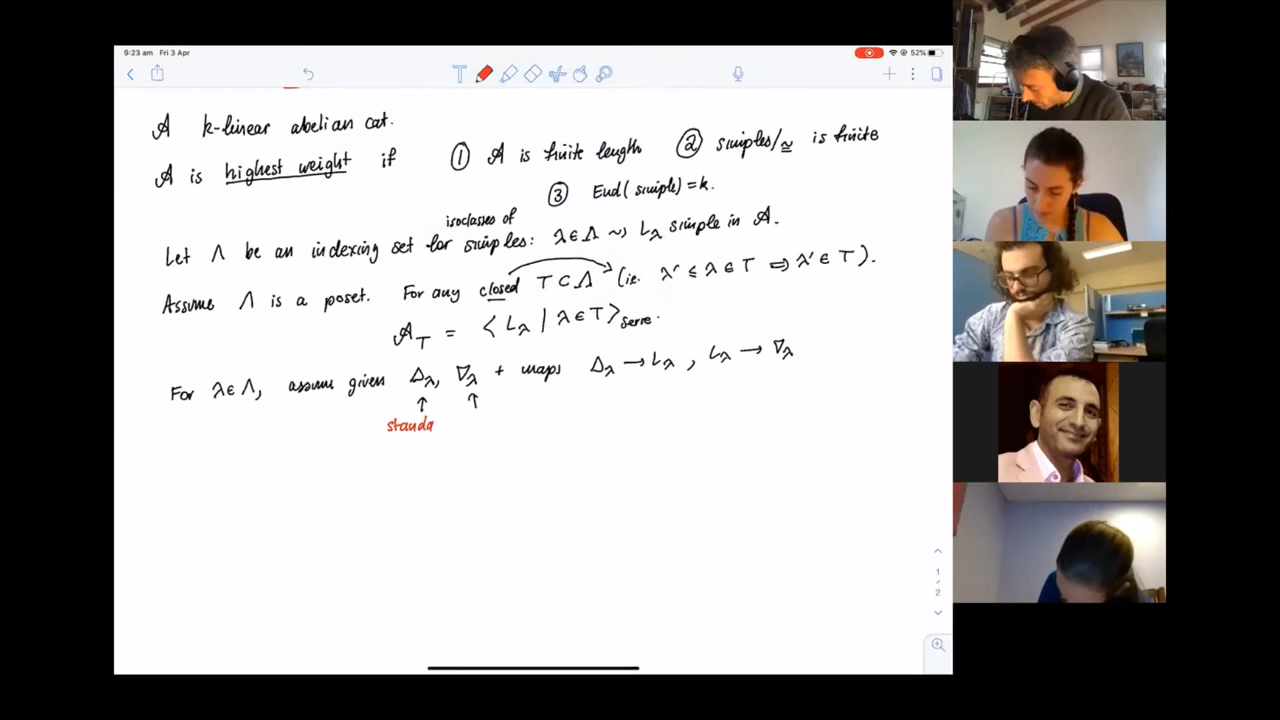 9:23 am Fri 3 Apr
52%
A k-linear abelian cat.
A is highest weight if ① A is finite length ② simples/≅ is finite
③ End(simple) = k.
isoclasses of
Let Λ be an indexing set for simples: λ ∈ Λ ⇝ L_λ simple in A.
Assume Λ is a poset. For any closed T ⊂ Λ (i.e. λ' ≤ λ ∈ T ⇒ λ' ∈ T).
A_T = ⟨ L_λ | λ ∈ T ⟩_Serre.
For λ ∈ Λ, assume given Δ_λ, ∇_λ + maps Δ_λ → L_λ, L_λ → ∇_λ
↑ ↑
standa
1
/
2